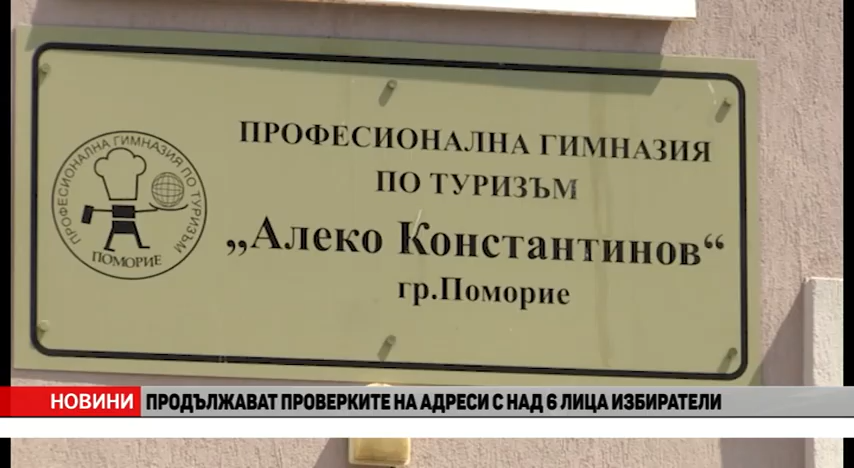 ПРОФЕСИОНАЛНА ГИМНАЗИЯ
ПО ТУРИЗЪМ
„Алеко Константинов“
гр.Поморие
ПРОФЕСИОНАЛНА ГИМНАЗИЯ ПО ТУРИЗЪМ
ПОМОРИЕ
НОВИНИ
ПРОДЪЛЖАВАТ ПРОВЕРКИТЕ НА АДРЕСИ С НАД 6 ЛИЦА ИЗБИРАТЕЛИ